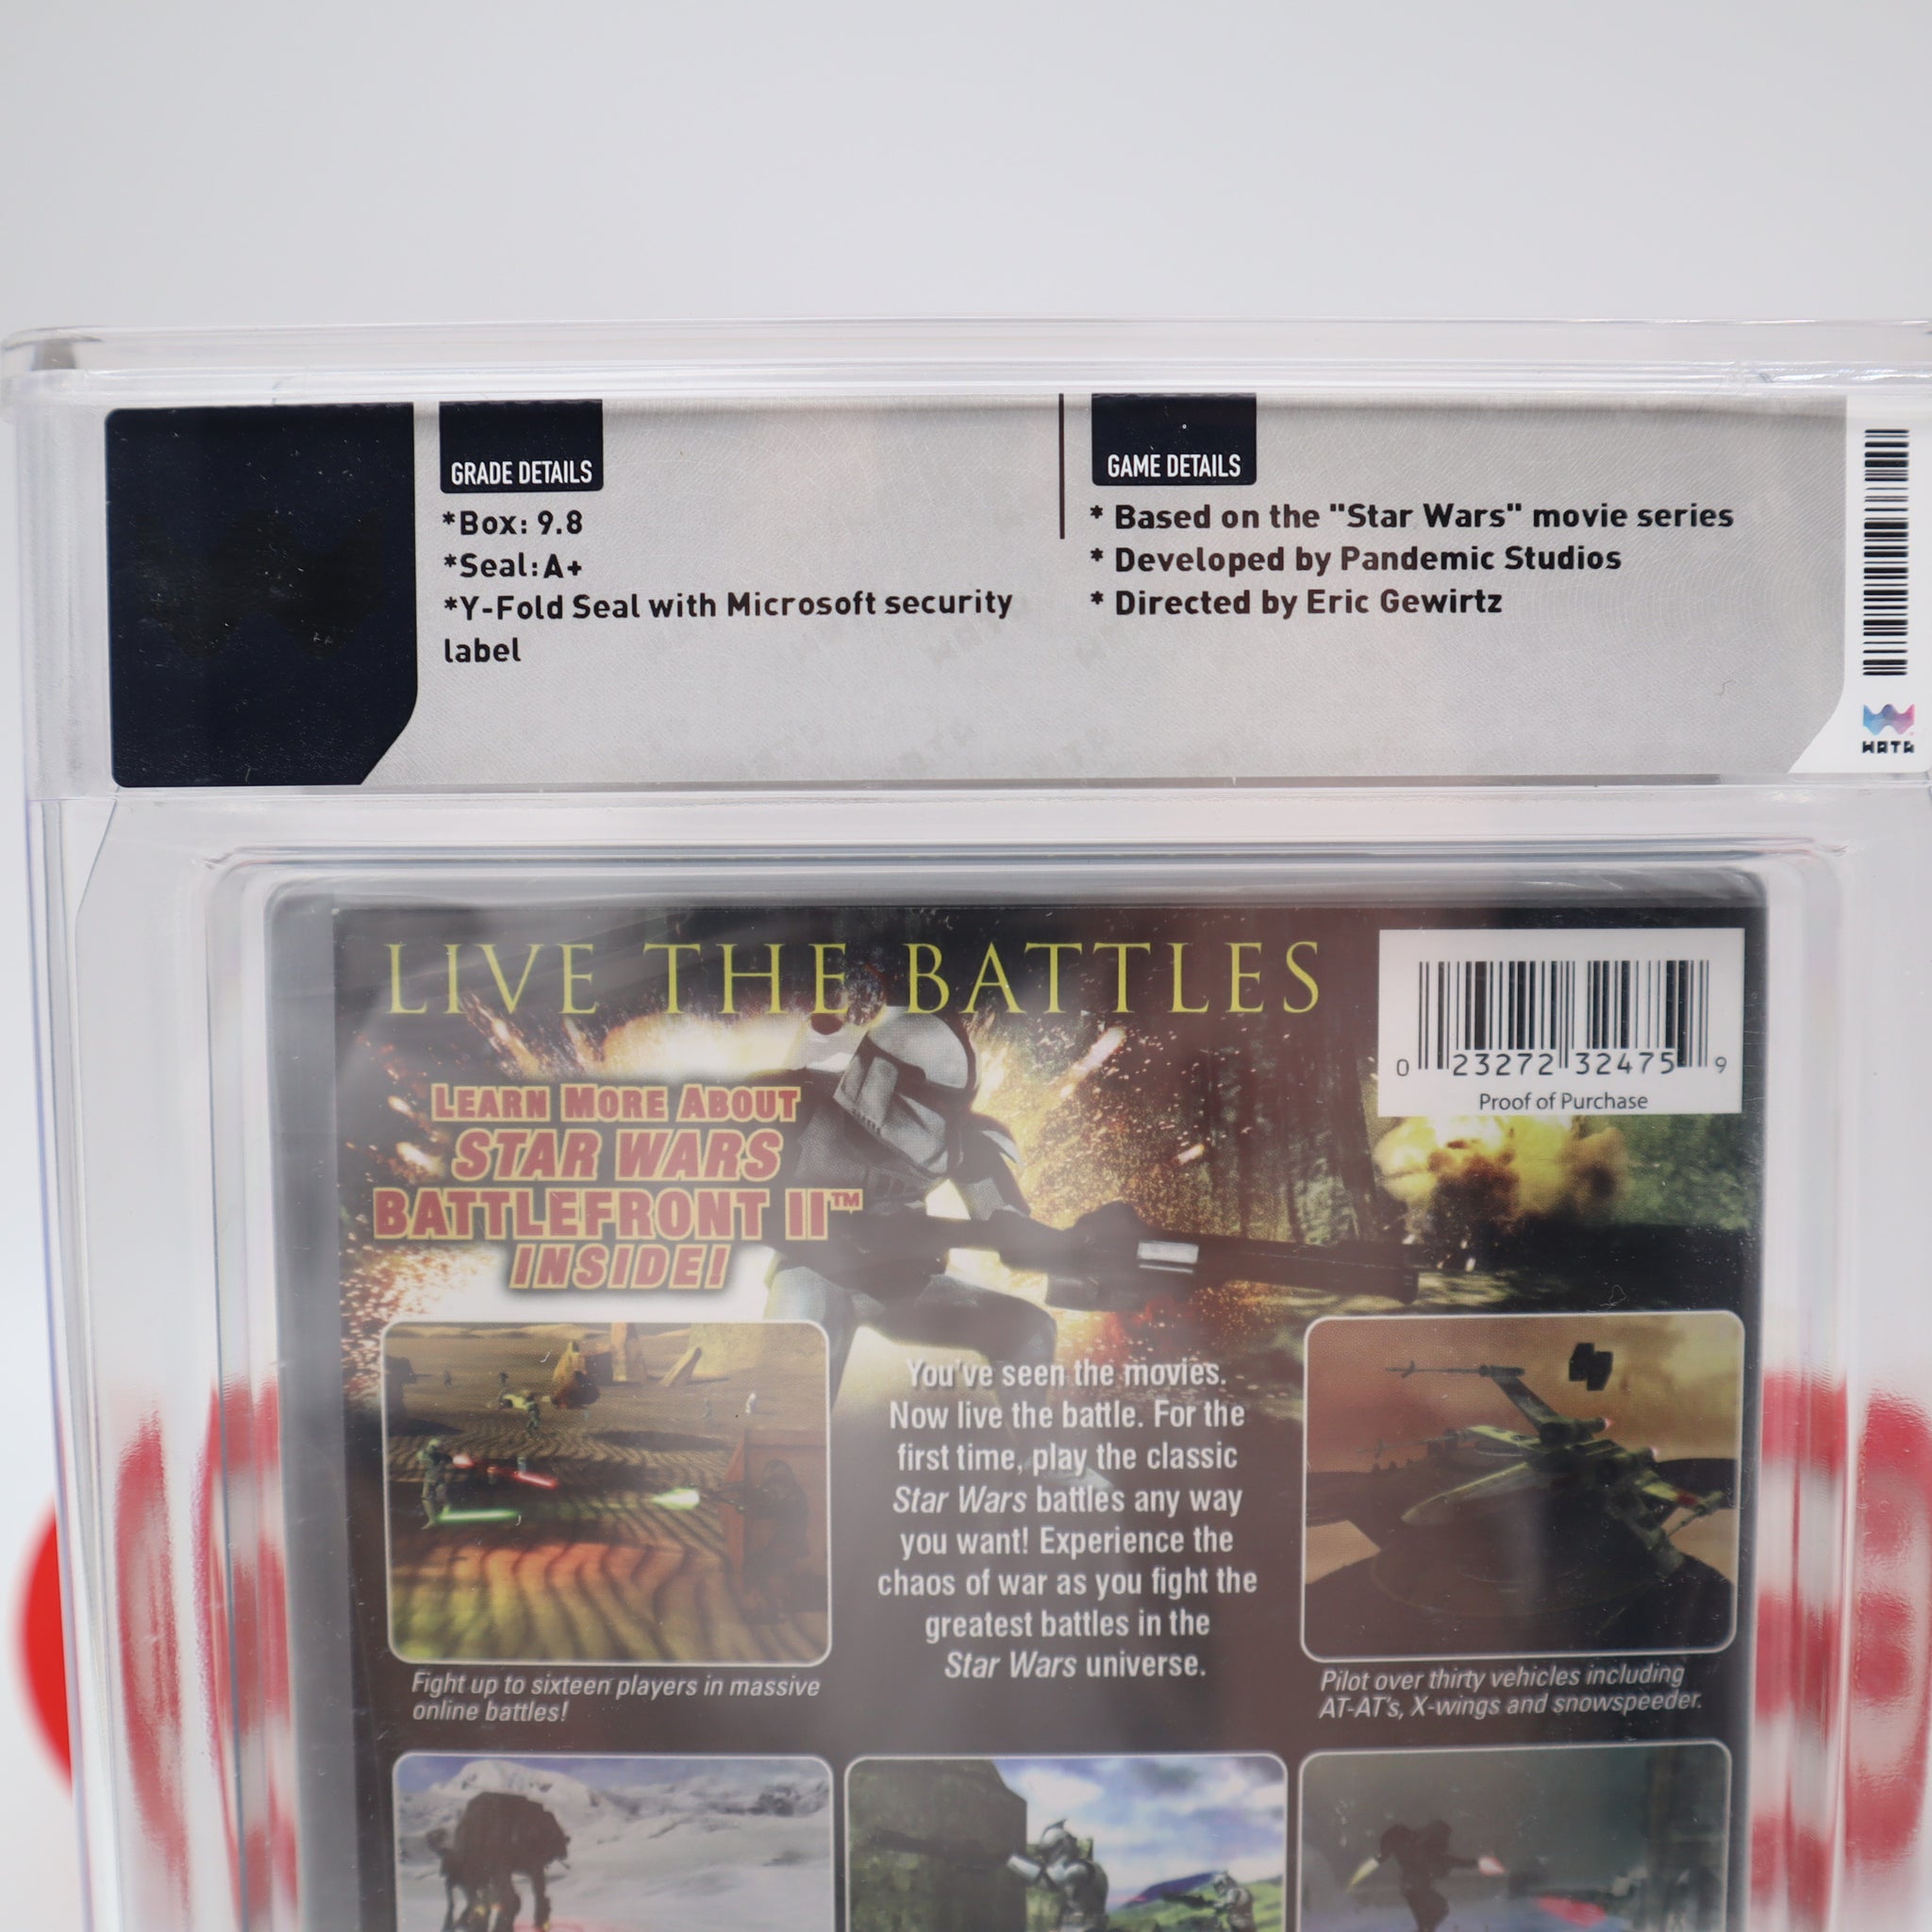 GRADE DETAILS
*Box: 9.8
*Seal: A+
*Y-Fold Seal with Microsoft security
label
GAME DETAILS
* Based on the "Star Wars" movie series
* Developed by Pandemic Studios
* Directed by Eric Gewirtz
WATA
LIVE THE BATTLES
0 23272 32475 9
Proof of Purchase
LEARN MORE ABOUT
STAR WARS
BATTLEFRONT II™
INSIDE!
You've seen the movies.
Now live the battle. For the
first time, play the classic
Star Wars battles any way
you want! Experience the
chaos of war as you fight the
greatest battles in the
Star Wars universe.
Fight up to sixteen players in massive
online battles!
Pilot over thirty vehicles including
AT-AT's, X-wings and snowspeeder.